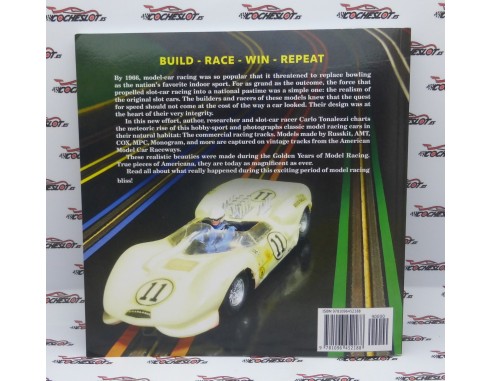 BUILD - RACE - WIN - REPEAT
By 1966, model-car racing was so popular that it threatened to replace bowling
as the nation's favorite indoor sport. For as grand as the outcome, the force that
propelled slot-car racing into a national pastime was a simple one: the realism of
the original slot cars. The builders and racers of these models knew that the quest
for speed should not come at the cost of the way a car looked. Their design was at
the heart of their very integrity.
In this new effort, author, researcher and slot-car racer Carlo Tonalezzi charts
the meteoric rise of this hobby-sport and photographs classic model racing cars in
their natural habitat: The commercial racing tracks. Models made by Russkit, AMT,
COX, MPC, Monogram, and more are captured on vintage tracks from the American
Model Car Raceways.
These realistic beauties were made during the Golden Years of Model Racing.
True pieces of Americana, they are today as magnificent as ever.
Read all about what really happened during this exciting period of model racing
bliss!
11
11
COCHESLOT.ES